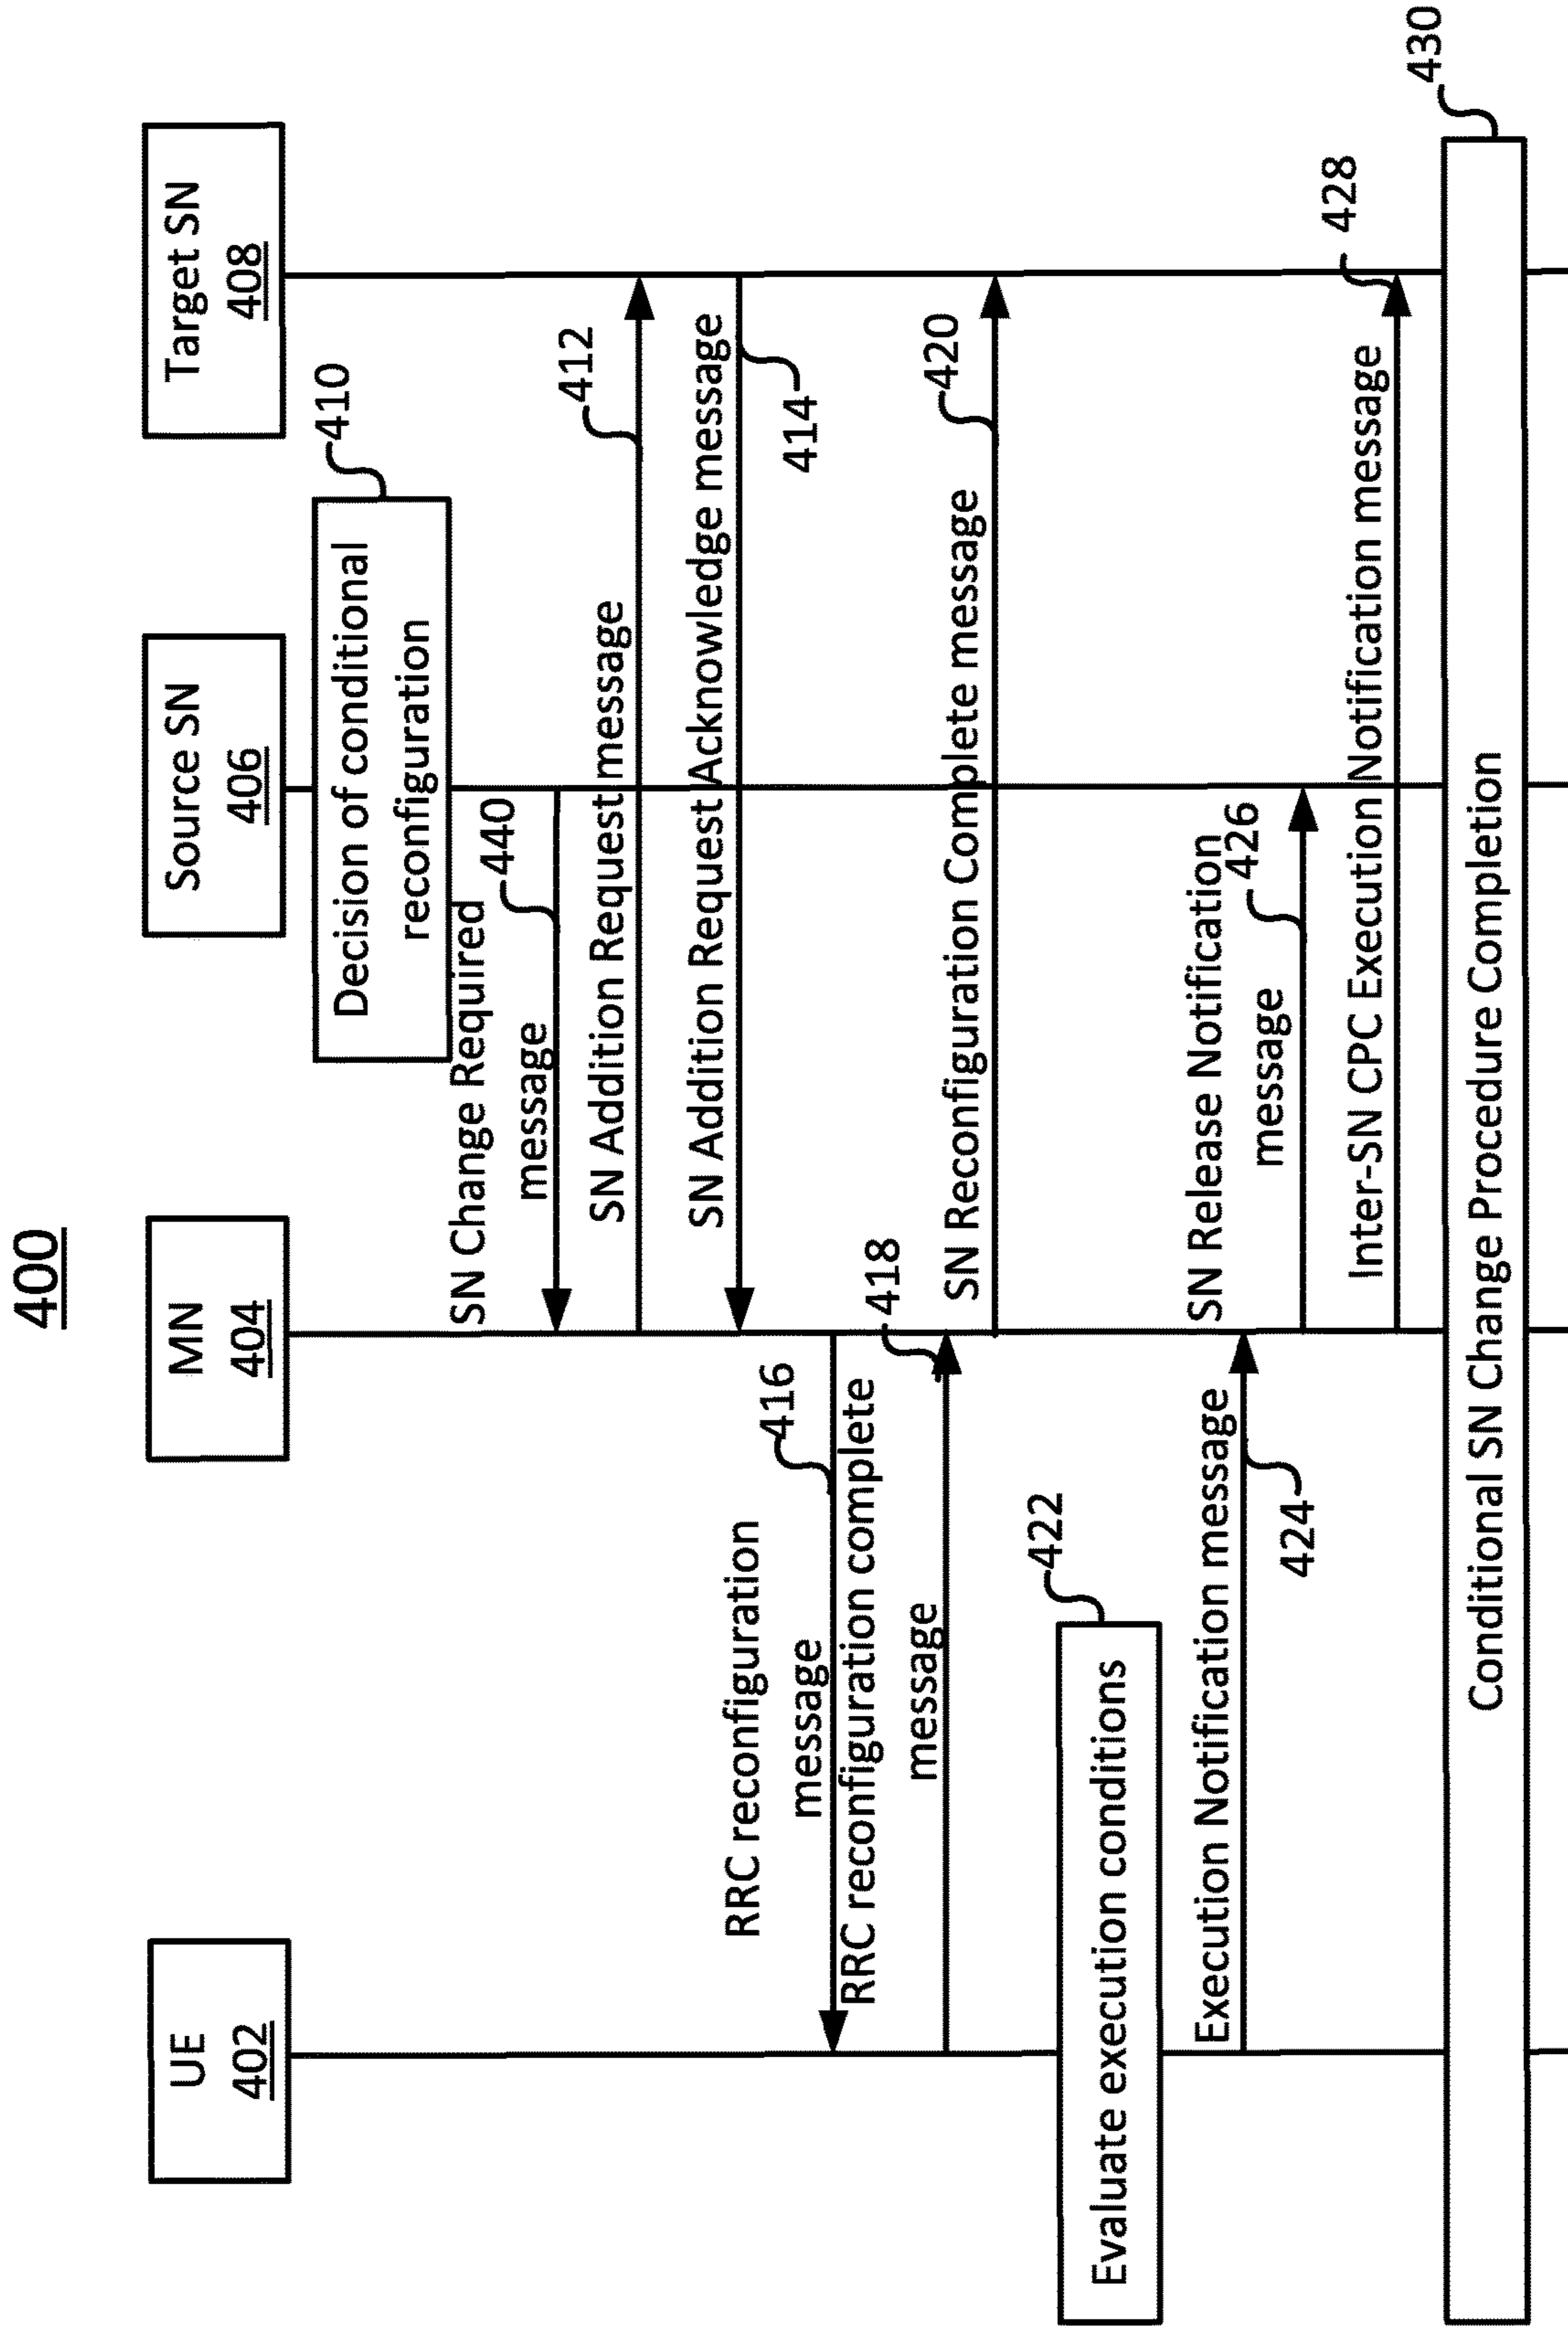 400
UE
402
MN
404
Source SN
406
Target SN
408
Decision of conditional
reconfiguration
410
SN Change Required
message
440
SN Addition Request message
412
SN Addition Request Acknowledge message
414
RRC reconfiguration
message
416
RRC reconfiguration complete
message
418
SN Reconfiguration Complete message
420
Evaluate execution conditions
422
Execution Notification message
424
SN Release Notification
message
426
Inter-SN CPC Execution Notification message
428
Conditional SN Change Procedure Completion
430